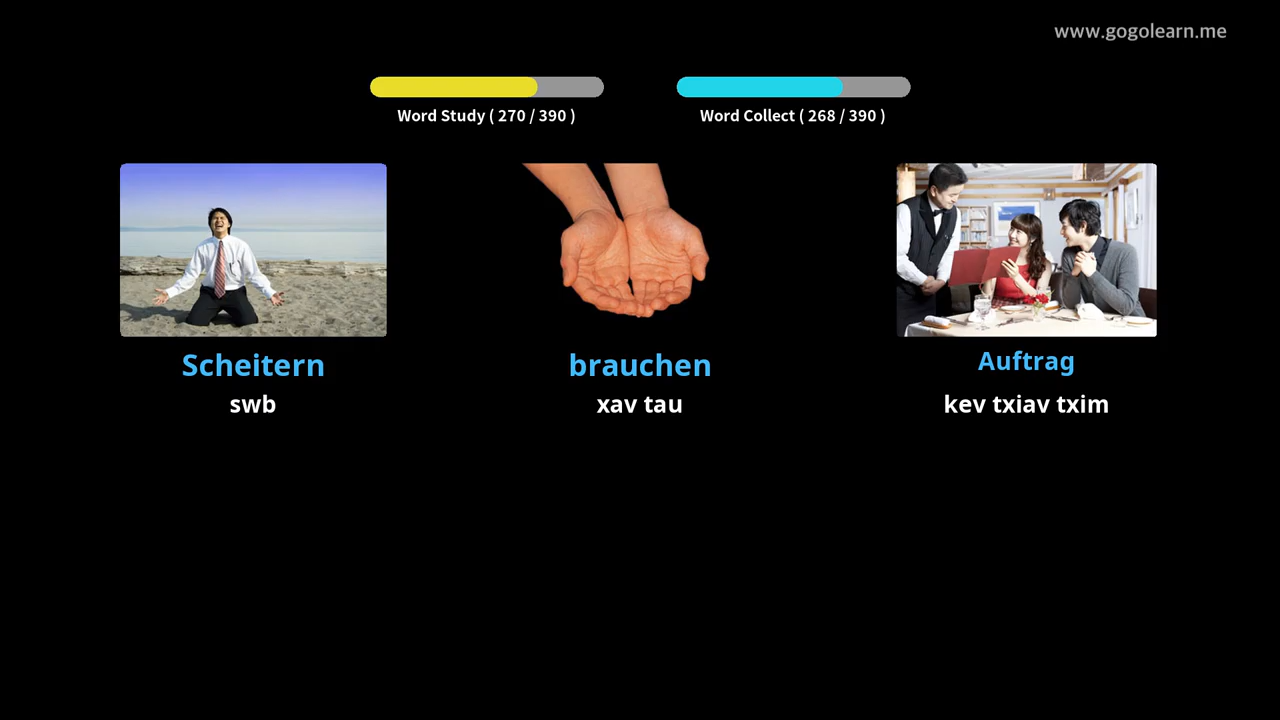 www.gogolearn.me
Word Study ( 270 / 390 )
Word Collect ( 268 / 390 )
Scheitern
brauchen
Auftrag
swb
xav tau
kev txiav txim